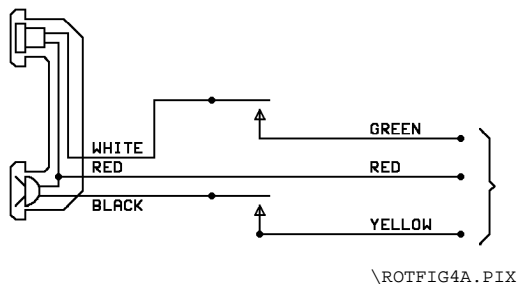 GREEN
WHITE
RED RED
BLACK
YELLOW
\ROTFIG4A.PIX